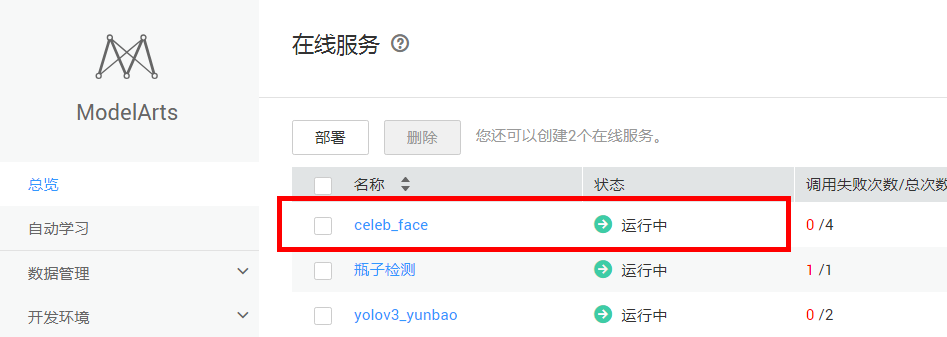 在线服务 ?
ModelArts
部署 删除 您还可以创建2个在线服务。
总览
自动学习
数据管理
开发环境
名称 状态 调用失败次数/总次数
celeb_face 运行中 0 /4
瓶子检测 运行中 1 /1
yolov3_yunbao 运行中 0 /2